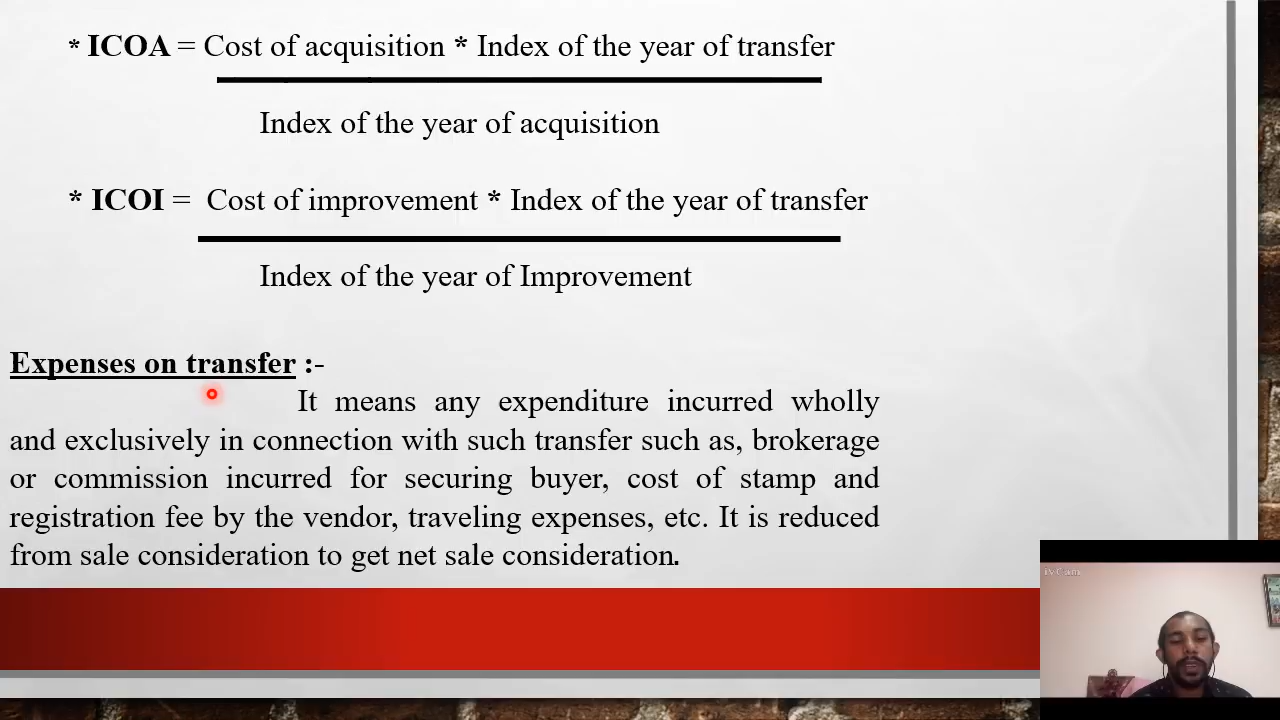 * ICOA = Cost of acquisition * Index of the year of transfer
Index of the year of acquisition
* ICOI = Cost of improvement * Index of the year of transfer
Index of the year of Improvement
Expenses on transfer :-
It means any expenditure incurred wholly
and exclusively in connection with such transfer such as, brokerage
or commission incurred for securing buyer, cost of stamp and
registration fee by the vendor, traveling expenses, etc. It is reduced
from sale consideration to get net sale consideration.